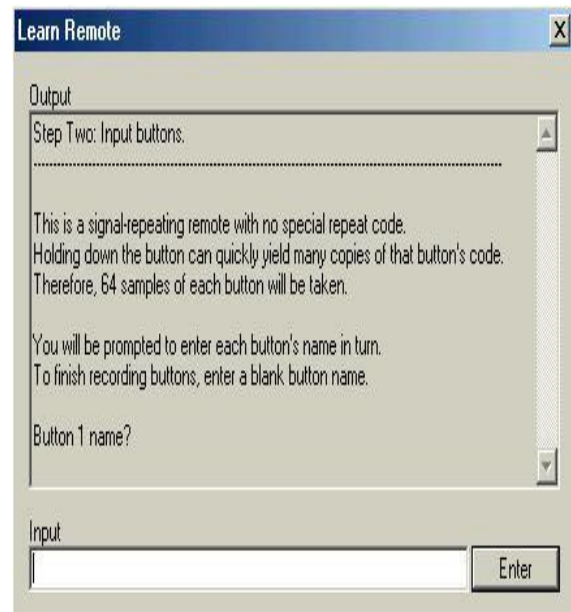 Learn Remote
Output
Step Two: Input buttons.
This is a signal-repeating remote with no special repeat code.
Holding down the button can quickly yield many copies of that button's code.
Therefore, 64 samples of each button will be taken.
You will be prompted to enter each button's name in turn.
To finish recording buttons, enter a blank button name.
Button 1 name?
Input
Enter